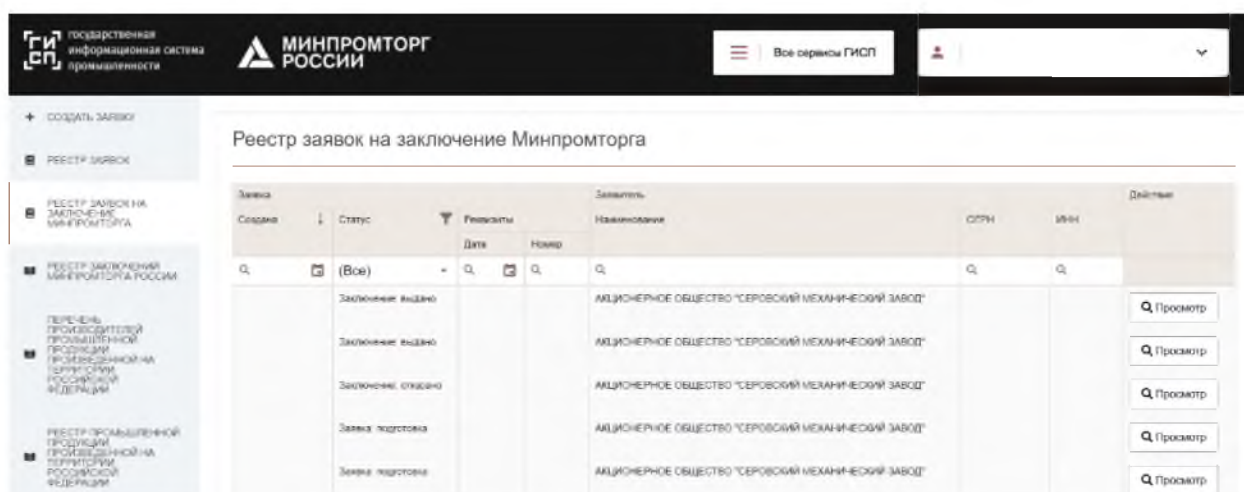 государственная
информационная система
промышленности
ГИСП
МИНПРОМТОРГ
РОССИИ
Все сервисы ГИСП
+ СОЗДАТЬ ЗАЯВКУ
РЕЕСТР ЗАЯВОК
РЕЕСТР ЗАЯВОК НА
ЗАКЛЮЧЕНИЕ
МИНПРОМТОРГА
РЕЕСТР ЗАКЛЮЧЕНИЙ
МИНПРОМТОРГА РОССИИ
ПЕРЕЧЕНЬ
ПРОИЗВОДИТЕЛЕЙ
ПРОМЫШЛЕННОЙ
ПРОДУКЦИИ
ПРОИЗВЕДЕННОЙ НА
ТЕРРИТОРИИ
РОССИЙСКОЙ
ФЕДЕРАЦИИ
РЕЕСТР ПРОМЫШЛЕННОЙ
ПРОДУКЦИИ
ПРОИЗВЕДЕННОЙ НА
ТЕРРИТОРИИ
РОССИЙСКОЙ
ФЕДЕРАЦИИ
Реестр заявок на заключение Минпромторга
Заявка Заявитель Действия
Создана ↓ Статус Реквизиты Наименование ОГРН ИНН
Дата Номер
(Все)
Заключение: выдано АКЦИОНЕРНОЕ ОБЩЕСТВО "СЕРОВСКИЙ МЕХАНИЧЕСКИЙ ЗАВОД" Просмотр
Заключение: выдано АКЦИОНЕРНОЕ ОБЩЕСТВО "СЕРОВСКИЙ МЕХАНИЧЕСКИЙ ЗАВОД" Просмотр
Заключение: отказано АКЦИОНЕРНОЕ ОБЩЕСТВО "СЕРОВСКИЙ МЕХАНИЧЕСКИЙ ЗАВОД" Просмотр
Заявка: подготовка АКЦИОНЕРНОЕ ОБЩЕСТВО "СЕРОВСКИЙ МЕХАНИЧЕСКИЙ ЗАВОД" Просмотр
Заявка: подготовка АКЦИОНЕРНОЕ ОБЩЕСТВО "СЕРОВСКИЙ МЕХАНИЧЕСКИЙ ЗАВОД" Просмотр